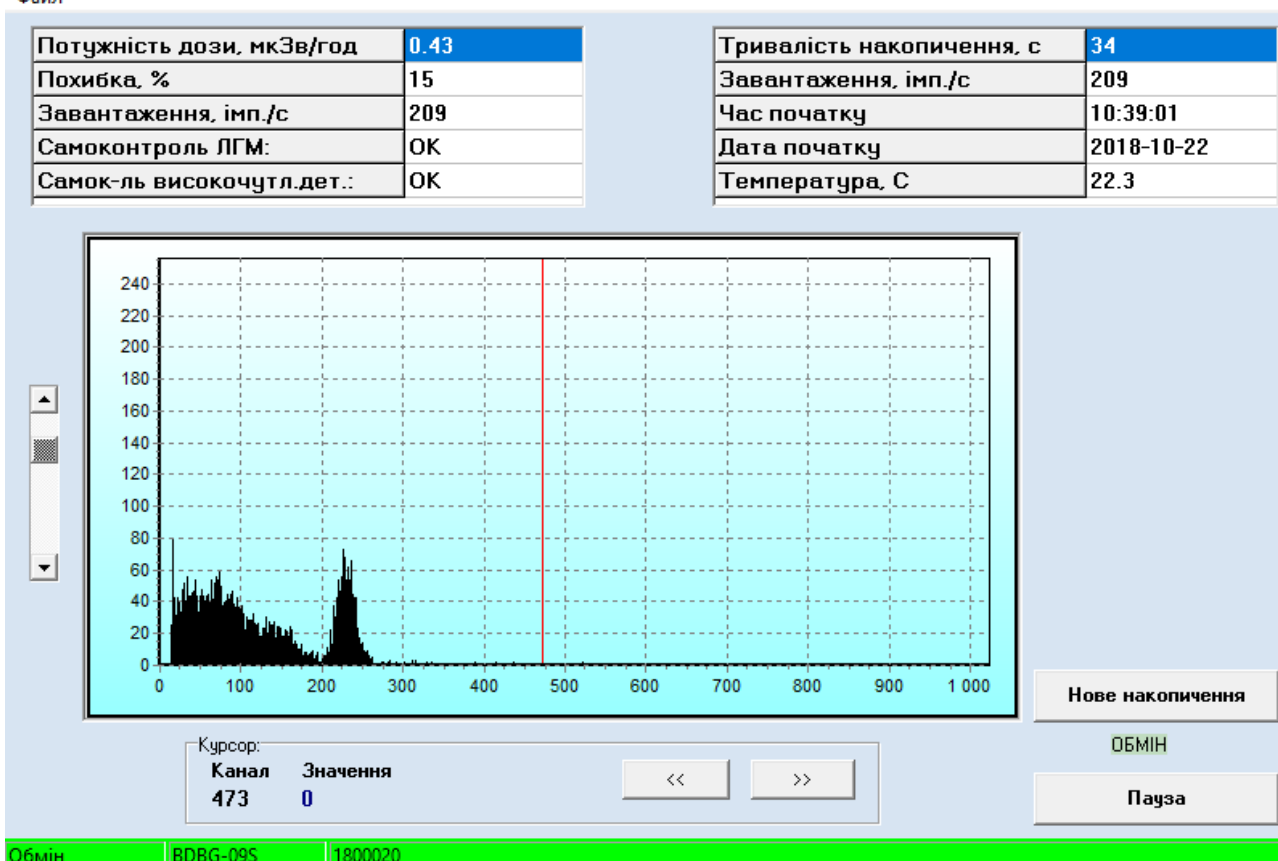 Файл
Потужність дози, мкЗв/год 0.43
Похибка, % 15
Завантаження, імп./с 209
Самоконтроль ЛГМ: OK
Самок-ль високочутл.дет.: OK
Тривалість накопичення, с 34
Завантаження, імп./с 209
Час початку 10:39:01
Дата початку 2018-10-22
Температура, С 22.3
240
220
200
180
160
140
120
100
80
60
40
20
0
0 100 200 300 400 500 600 700 800 900 1 000
Нове накопичення
ОБМІН
Пауза
Курсор:
Канал Значення
473 0
<< >>
Обмін BDBG-09S 1800020